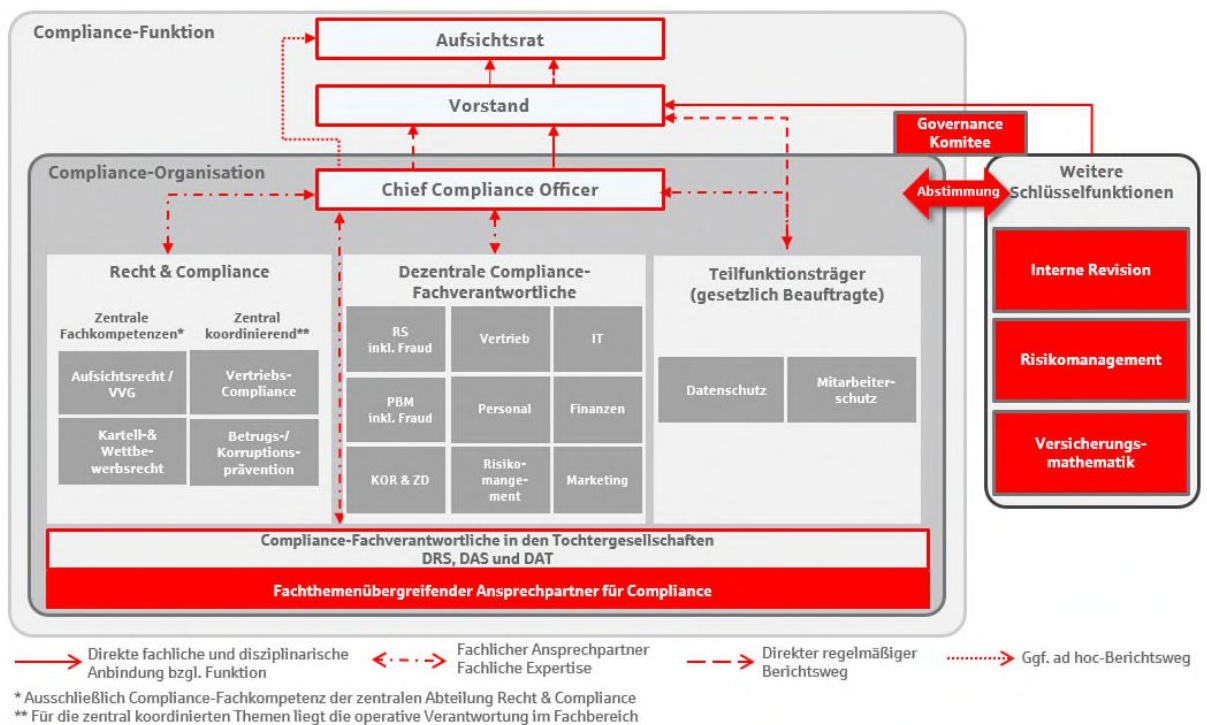 Compliance-Funktion
Aufsichtsrat
Vorstand
Governance
Komitee
Compliance-Organisation
Chief Compliance Officer
Abstimmung
Weitere
Schlüsselfunktionen
Interne Revision
Risikomanagement
Versicherungs-
mathematik
Recht & Compliance
Zentrale
Fachkompetenzen*
Zentral
koordinierend**
Aufsichtsrecht /
VVG
Vertriebs-
Compliance
Kartell-&
Wettbe-
werbsrecht
Betrugs-/
Korruptions-
prävention
Dezentrale Compliance-
Fachverantwortliche
RS
inkl. Fraud
Vertrieb
IT
PBM
inkl. Fraud
Personal
Finanzen
KOR & ZD
Risiko-
mange-
ment
Marketing
Teilfunktionsträger
(gesetzlich Beauftragte)
Datenschutz
Mitarbeiter-
schutz
Compliance-Fachverantwortliche in den Tochtergesellschaften
DRS, DAS und DAT
Fachthemenübergreifender Ansprechpartner für Compliance
Direkte fachliche und disziplinarische
Anbindung bzgl. Funktion
Fachlicher Ansprechpartner
Fachliche Expertise
Direkter regelmäßiger
Berichtsweg
Ggf. ad hoc-Berichtsweg
* Ausschließlich Compliance-Fachkompetenz der zentralen Abteilung Recht & Compliance
** Für die zentral koordinierten Themen liegt die operative Verantwortung im Fachbereich